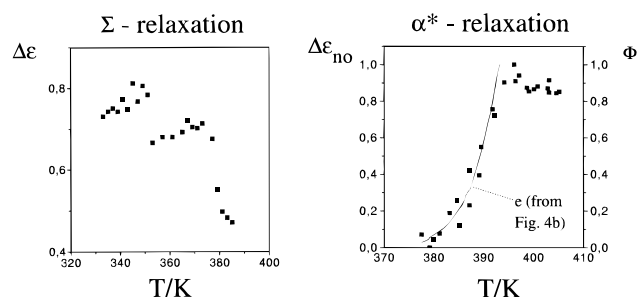 Σ - relaxation
α* - relaxation
Δε
0,8
0,6
0,4
320 340 360 380 400
T/K
Δε no
Φ
1,0 1,0
0,8 0,8
0,6 0,6
0,4 0,4
0,2 0,2
0,0 0,0
e (from
Fig. 4b)
370 380 390 400 410
T/K